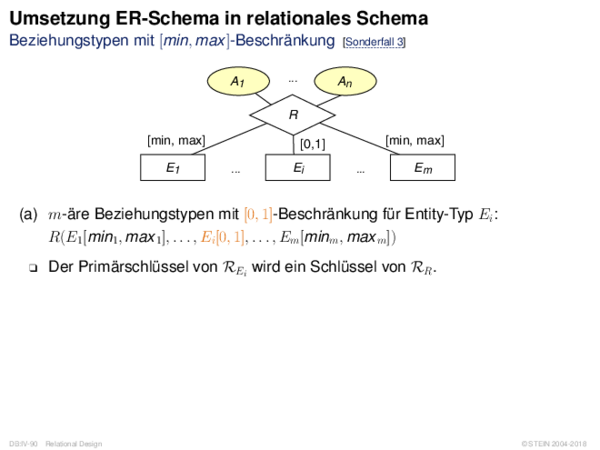 Umsetzung ER-Schema in relationales Schema
Beziehungstypen mit [min, max]-Beschränkung [Sonderfall 3]
A1 ... An
R
[min, max] [0,1] [min, max]
E1 ... Ei ... Em
(a) m-äre Beziehungstypen mit [0, 1]-Beschränkung für Entity-Typ Ei:
R(E1[min1, max1], . . . , Ei[0, 1], . . . , Em[minm, maxm])
❑ Der Primärschlüssel von REi wird ein Schlüssel von RR.
DB:IV-90 Relational Design © STEIN 2004-2018